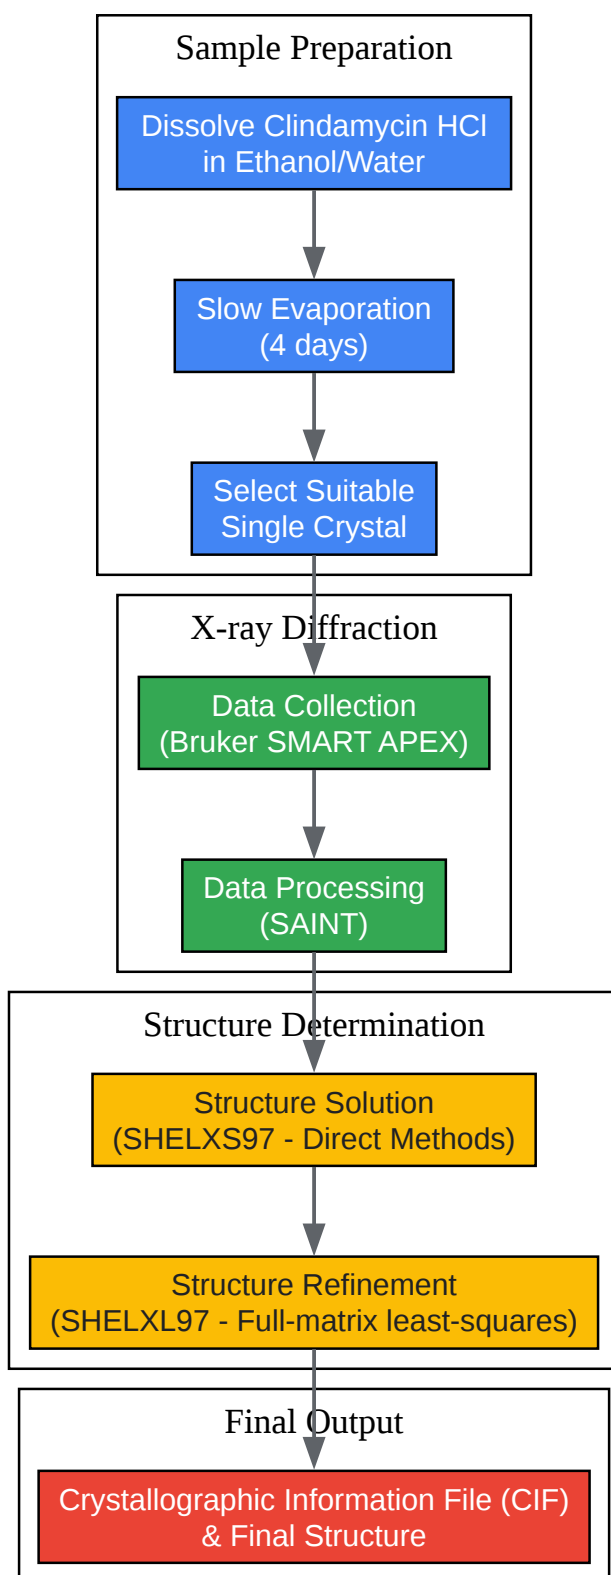 Sample Preparation
Dissolve Clindamycin HCl
in Ethanol/Water
Slow Evaporation
(4 days)
Select Suitable
Single Crystal
X-ray Diffraction
Data Collection
(Bruker SMART APEX)
Data Processing
(SAINT)
Structure Determination
Structure Solution
(SHELXS97 - Direct Methods)
Structure Refinement
(SHELXL97 - Full-matrix least-squares)
Final Output
Crystallographic Information File (CIF)
& Final Structure